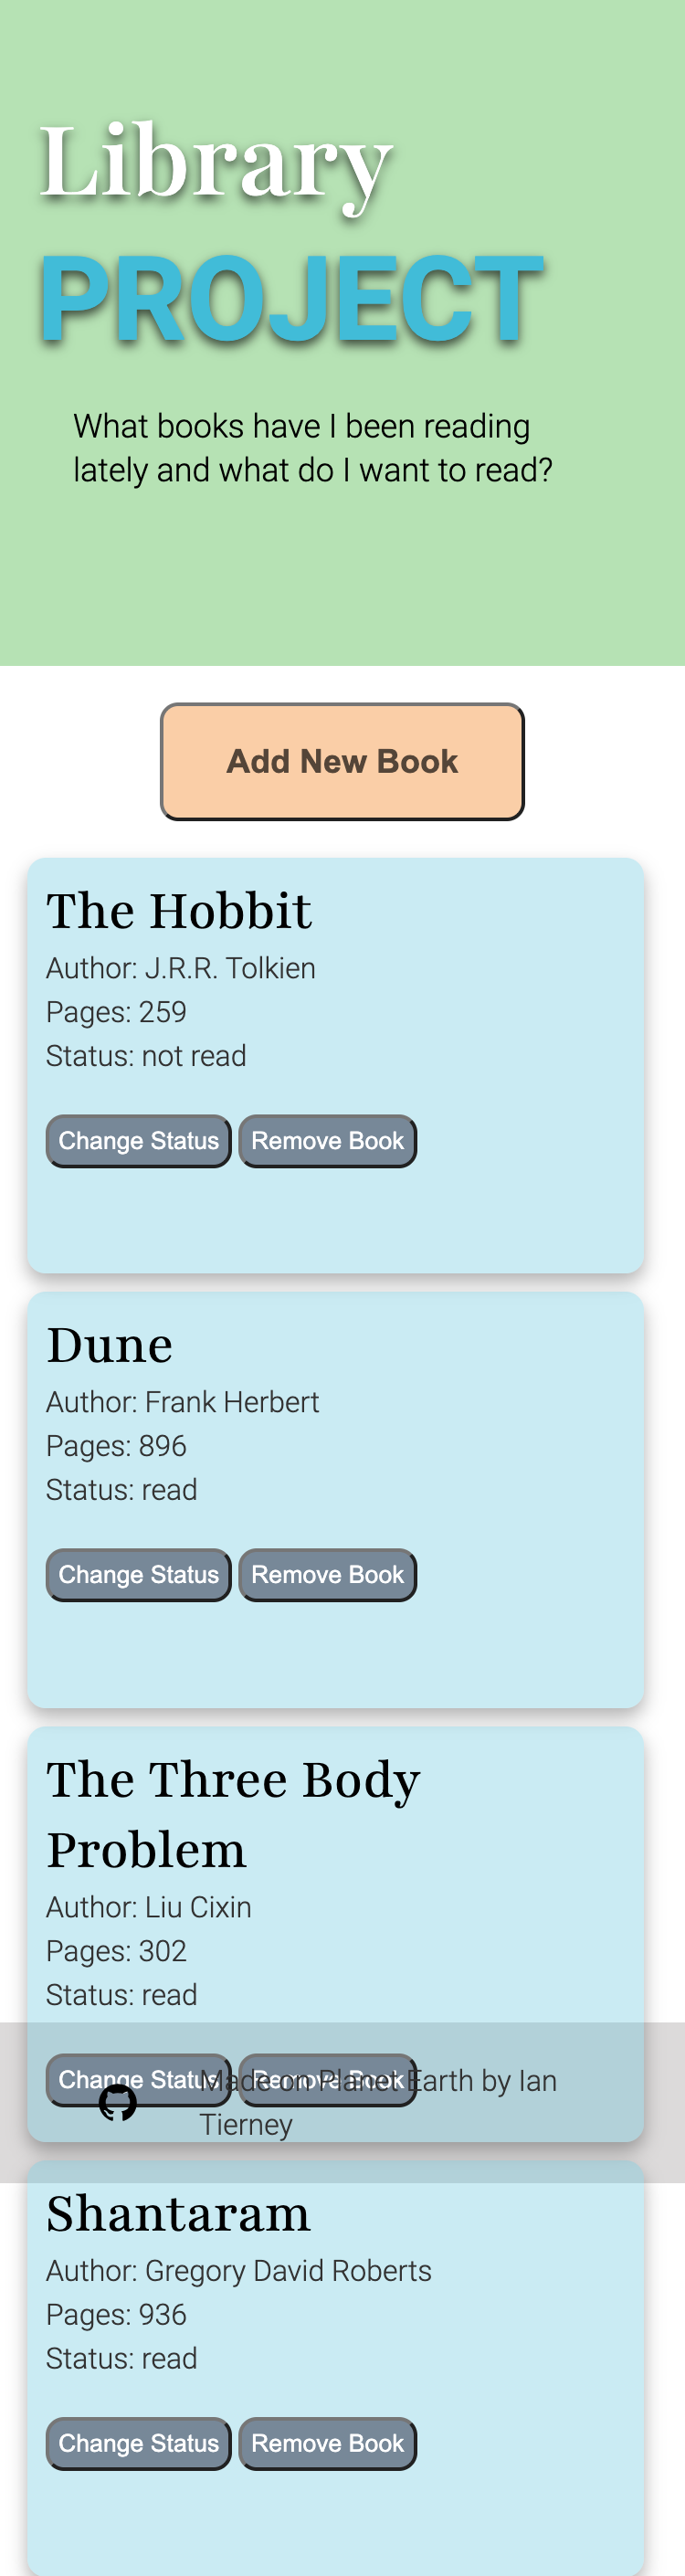 Library
PROJECT
What books have I been reading
lately and what do I want to read?
Add New Book
The Hobbit
Author: J.R.R. Tolkien
Pages: 259
Status: not read
Change Status Remove Book
Dune
Author: Frank Herbert
Pages: 896
Status: read
Change Status Remove Book
The Three Body
Problem
Author: Liu Cixin
Pages: 302
Status: read
Change Status Remove Book
Made on Planet Earth by Ian
Tierney
Shantaram
Author: Gregory David Roberts
Pages: 936
Status: read
Change Status Remove Book